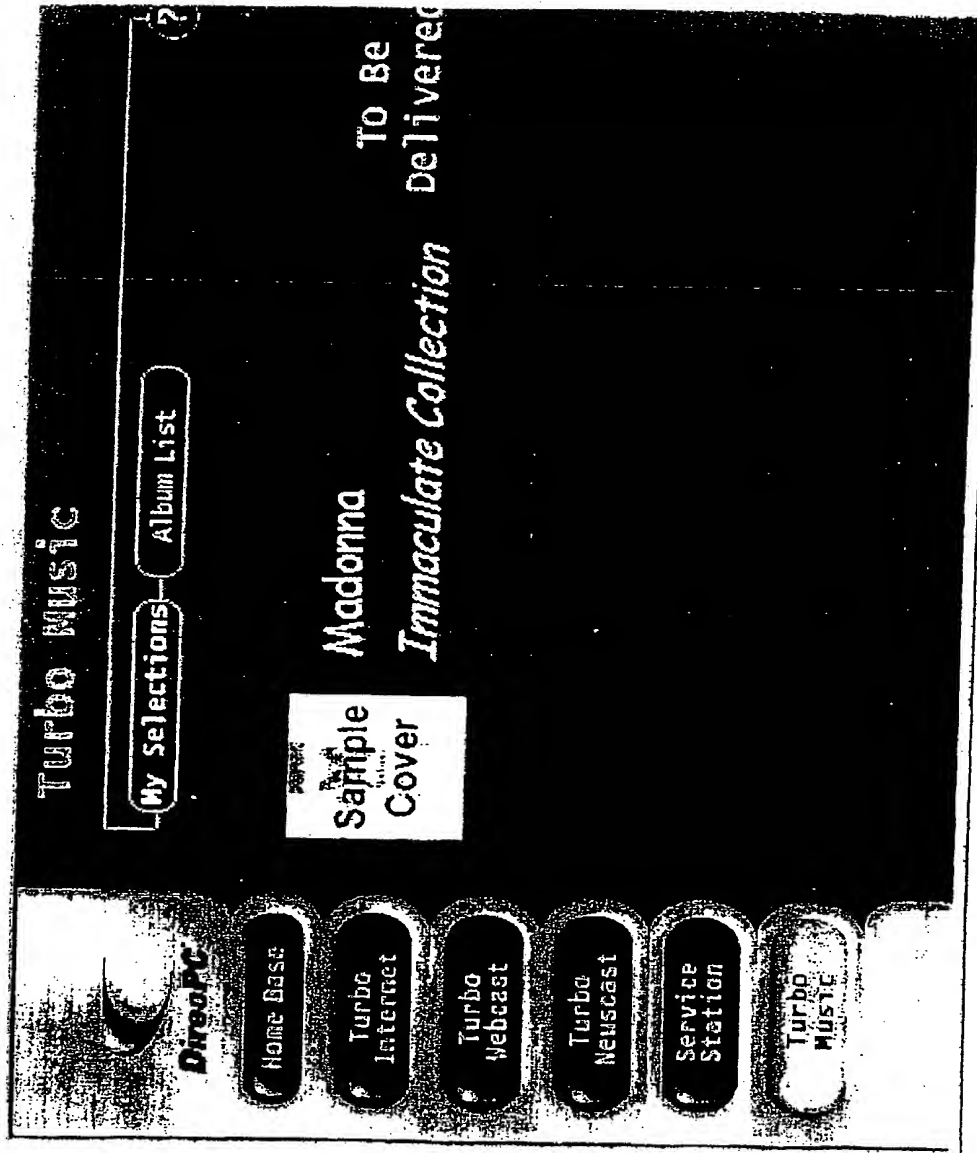 Turbo Music
?
My Selections
Album List
Sample
Cover
Madonna
Immaculate Collection
To Be
Delivered
DirecPC
Home Base
Turbo
Internet
Turbo
Webcast
Turbo
Newscast
Service
Station
Turbo
Music